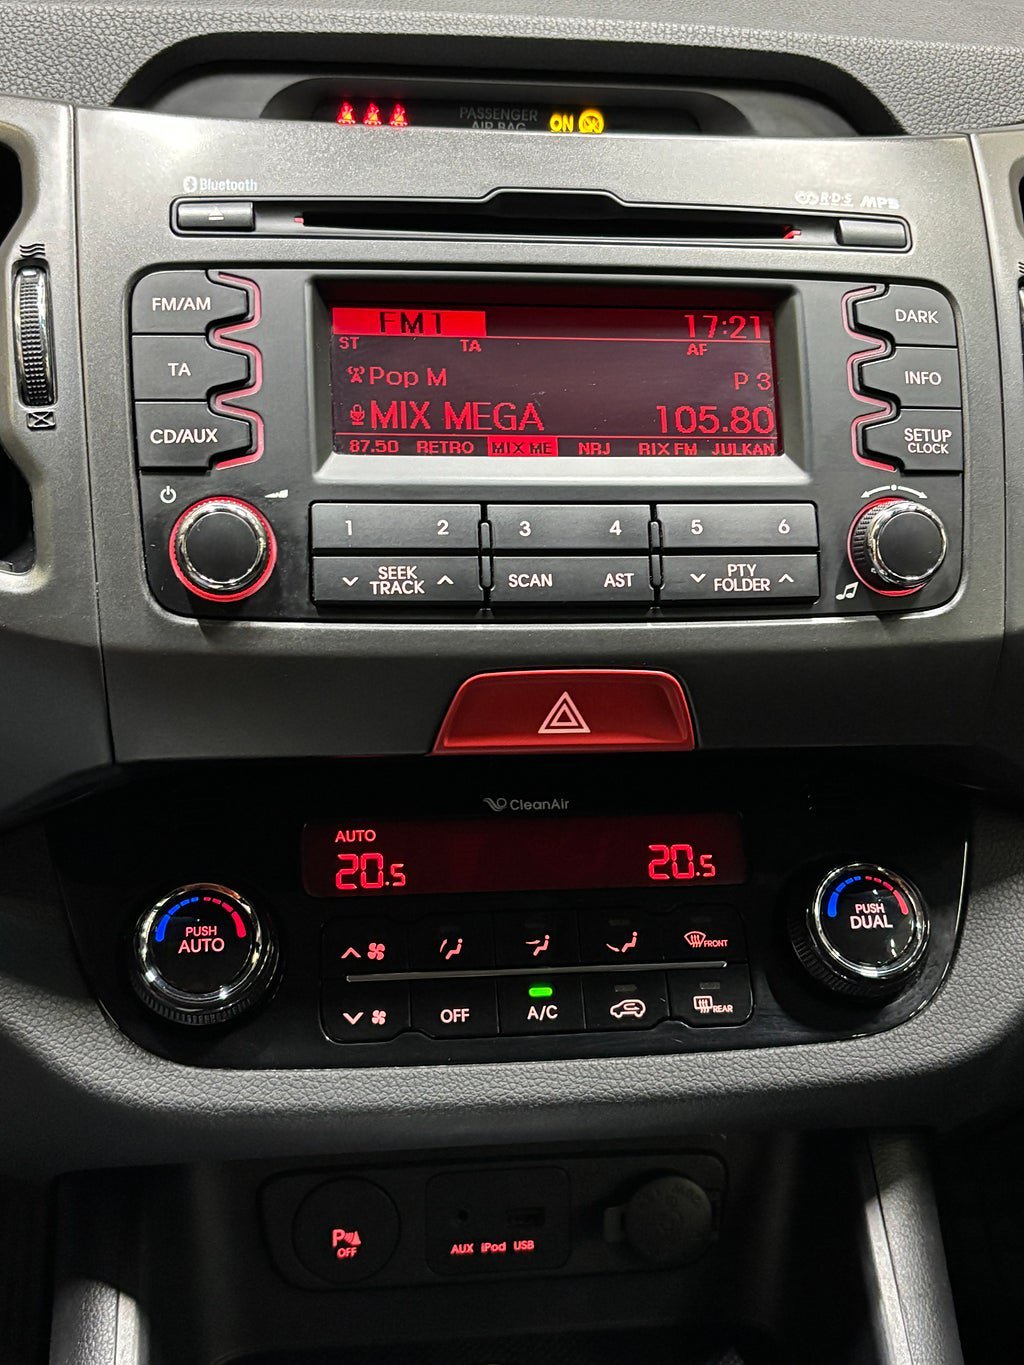 PASSENGER
AIR BAG ON
Bluetooth
RDS MP3
FM/AM
TA
CD/AUX
FM1 17:21
ST TA AF
Pop M P 3
MIX MEGA 105.80
87.50 RETRO MIX ME NRJ RIX FM JULKAN
DARK
INFO
SETUP
CLOCK
1 2 3 4 5 6
SEEK
TRACK
SCAN AST
PTY
FOLDER
CleanAir
AUTO
20.5 20.5
PUSH
AUTO
PUSH
DUAL
FRONT
OFF A/C REAR
P
OFF
AUX iPod USB